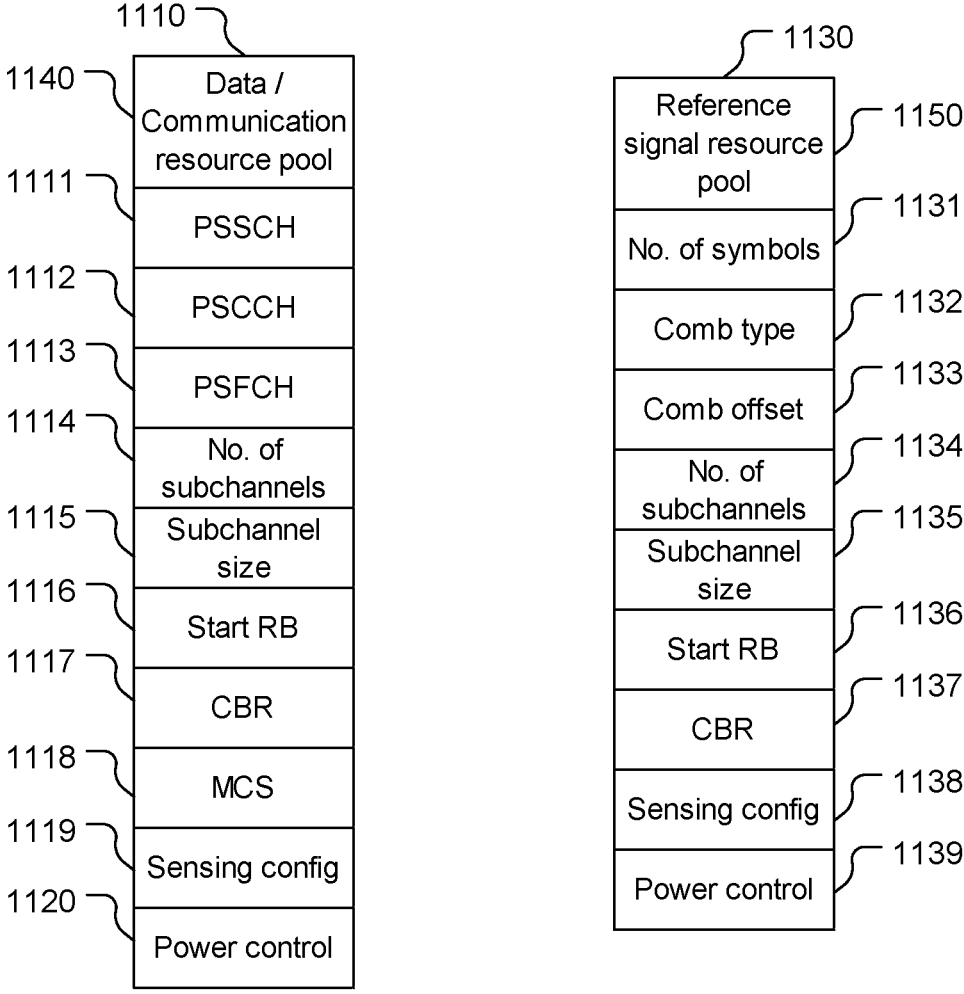 1110
1140
Data /
Communication
resource pool
1111
PSSCH
1112
PSCCH
1113
PSFCH
1114
No. of
subchannels
1115
Subchannel
size
1116
Start RB
1117
CBR
1118
MCS
1119
Sensing config
1120
Power control
1130
Reference
signal resource
pool
1150
1131
No. of symbols
1132
Comb type
1133
Comb offset
1134
No. of
subchannels
1135
Subchannel
size
1136
Start RB
1137
CBR
1138
Sensing config
1139
Power control